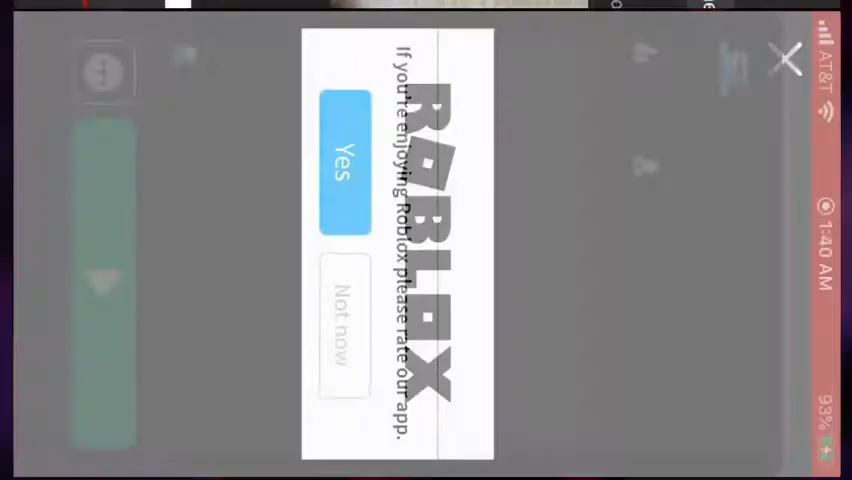 AT&T 1:40 AM 93%
ROBLOX
If you're enjoying Roblox please rate our app.
Yes Not now